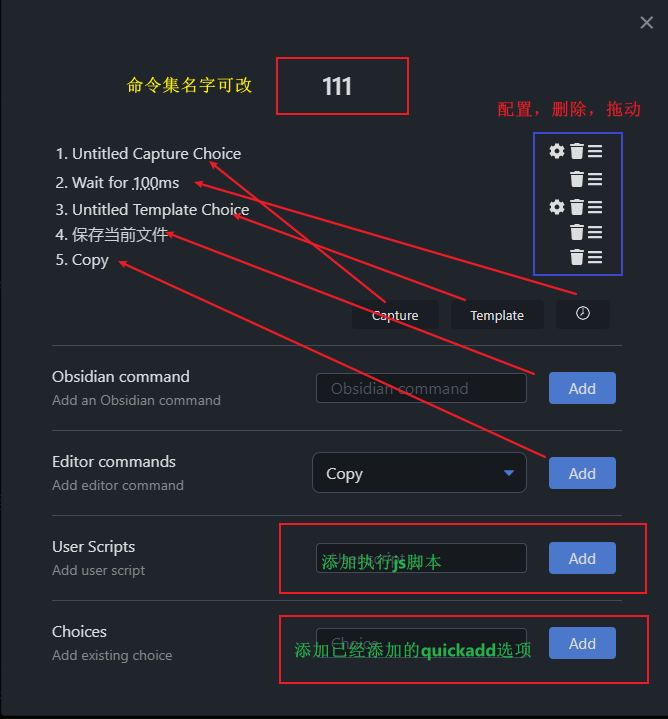 命令集名字可改
111
配置，删除，拖动
1. Untitled Capture Choice
2. Wait for 100ms
3. Untitled Template Choice
4. 保存当前文件
5. Copy
Capture
Template
Obsidian command
Add an Obsidian command
Obsidian command
Add
Editor commands
Add editor command
Copy
Add
User Scripts
Add user script
添加执行js脚本
Add
Choices
Add existing choice
Choice
添加已经添加的quickadd选项
Add